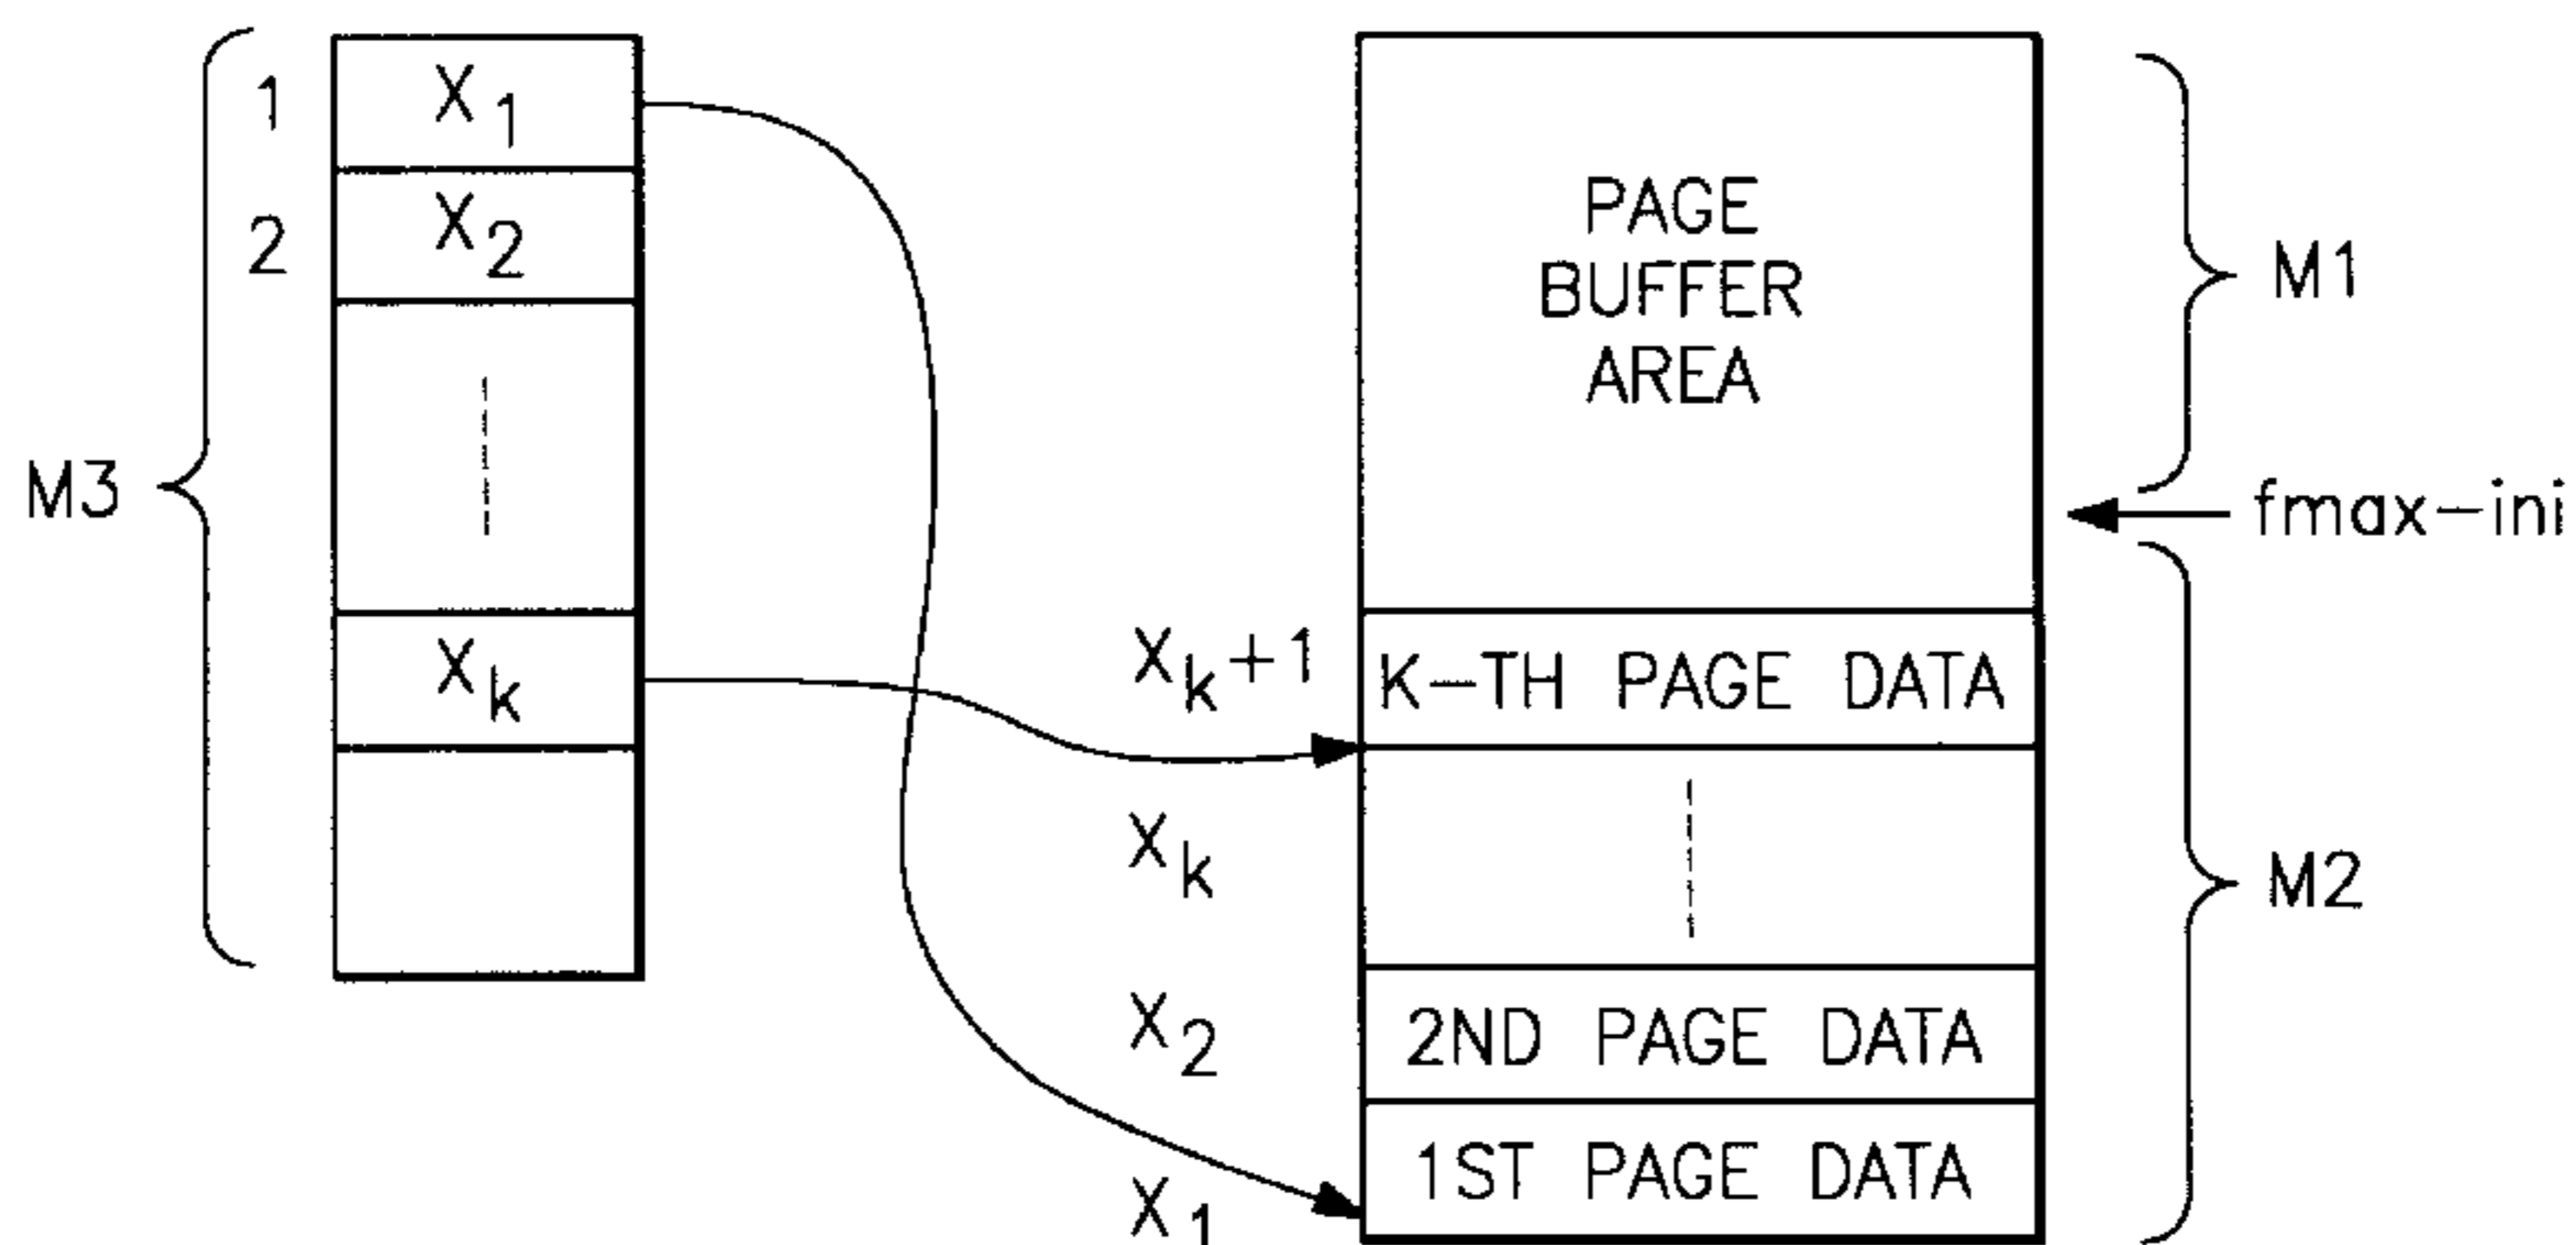 M3
1
X1
2
X2
Xk
PAGE
BUFFER
AREA
M1
fmax-ini
Xk+1
K-TH PAGE DATA
Xk
M2
X2
2ND PAGE DATA
X1
1ST PAGE DATA